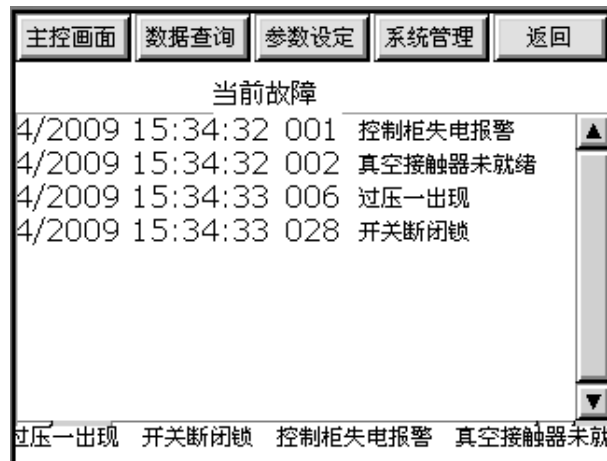 主控画面 数据查询 参数设定 系统管理 返回
当前故障
4/2009 15:34:32 001 控制柜失电报警
4/2009 15:34:32 002 真空接触器未就绪
4/2009 15:34:33 006 过压一出现
4/2009 15:34:33 028 开关断闭锁
过压一出现 开关断闭锁 控制柜失电报警 真空接触器未就